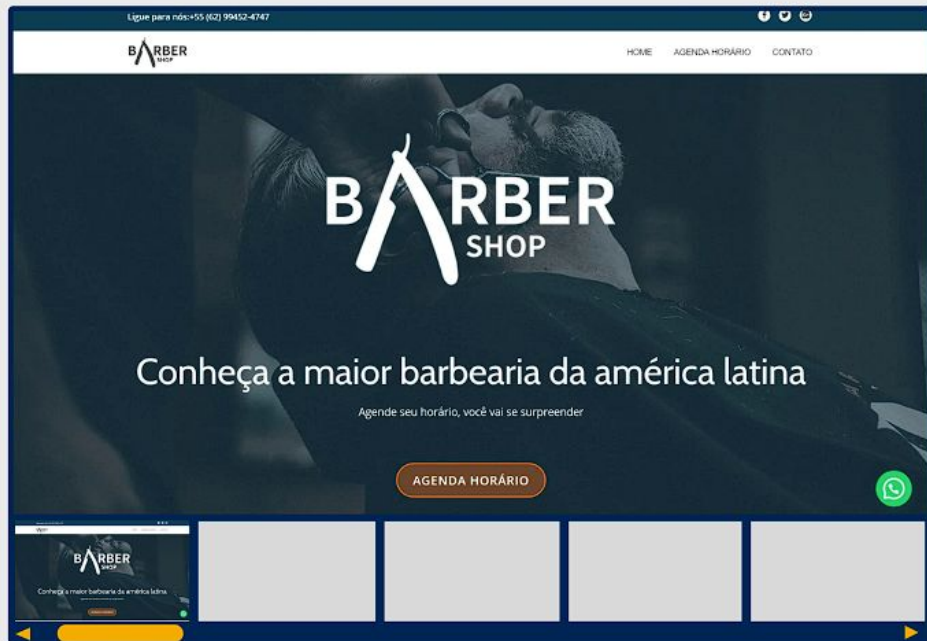 Ligue para nós:+55 (62) 99452-4747
BARBER
SHOP
HOME AGENDA HORÁRIO CONTATO
BARBER
SHOP
Conheça a maior barbearia da américa latina
Agende seu horário, você vai se surpreender
AGENDA HORÁRIO
BARBER
SHOP
Conheça a maior barbearia da américa latina